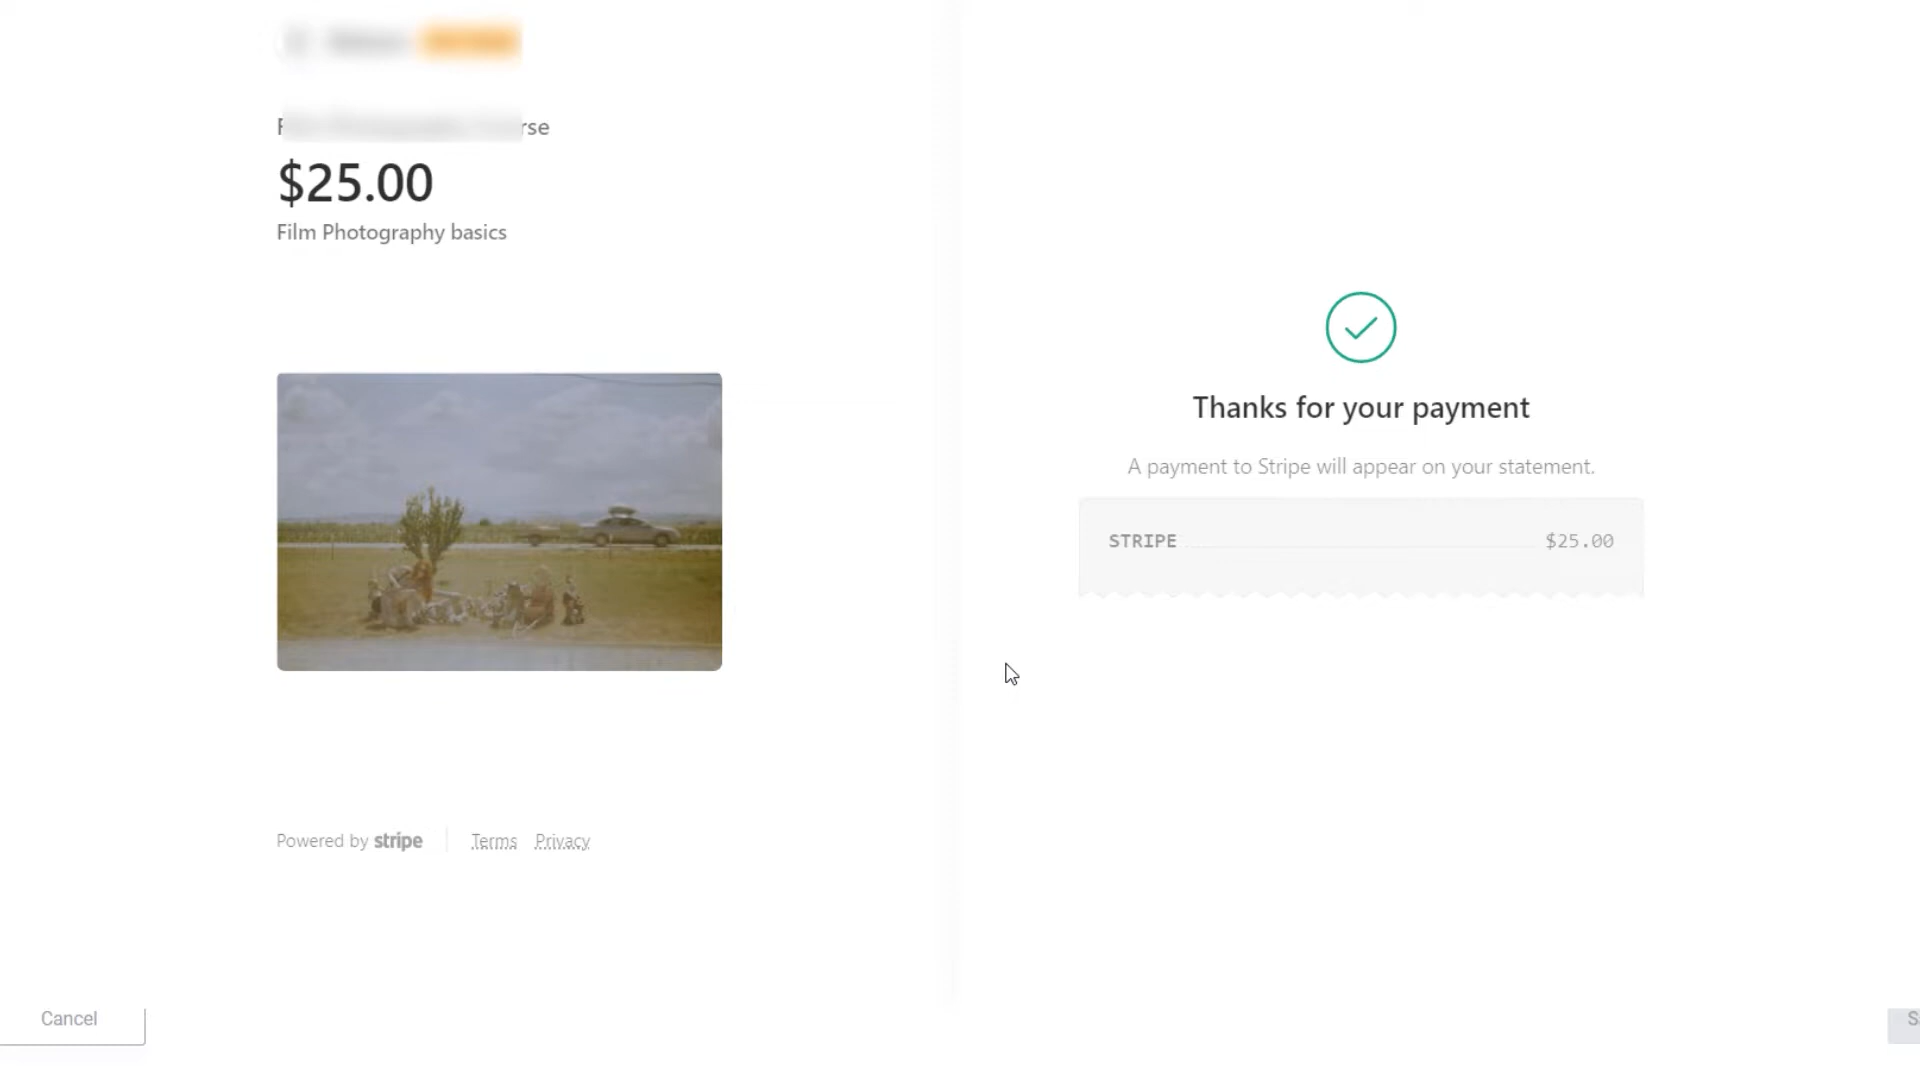 $25.00
Film Photography basics
Thanks for your payment
A payment to Stripe will appear on your statement.
STRIPE $25.00
Powered by stripe Terms Privacy
Cancel